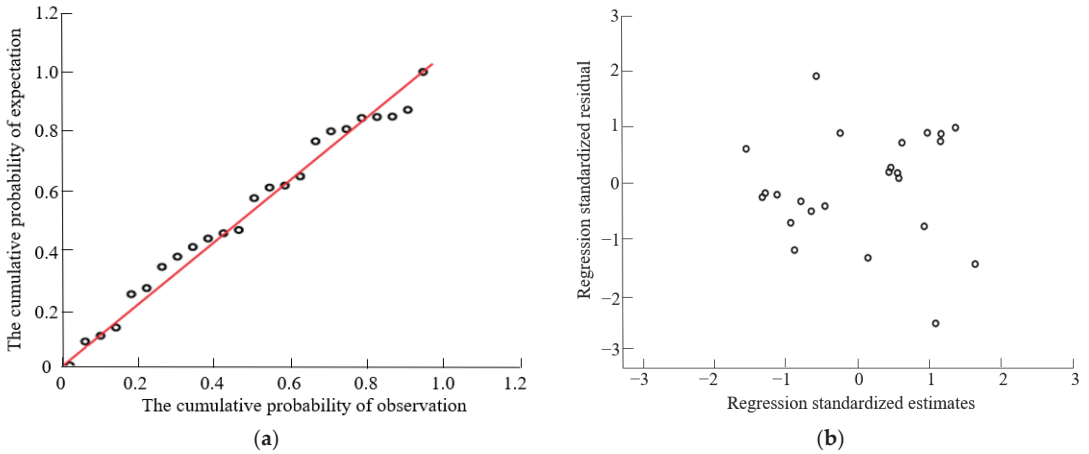 The cumulative probability of expectation
1.2
1.0
0.8
0.6
0.4
0.2
0
0 0.2 0.4 0.6 0.8 1.0 1.2
The cumulative probability of observation
(a)
Regression standardized residual
3
2
1
0
−1
−2
−3
−3 −2 −1 0 1 2 3
Regression standardized estimates
(b)